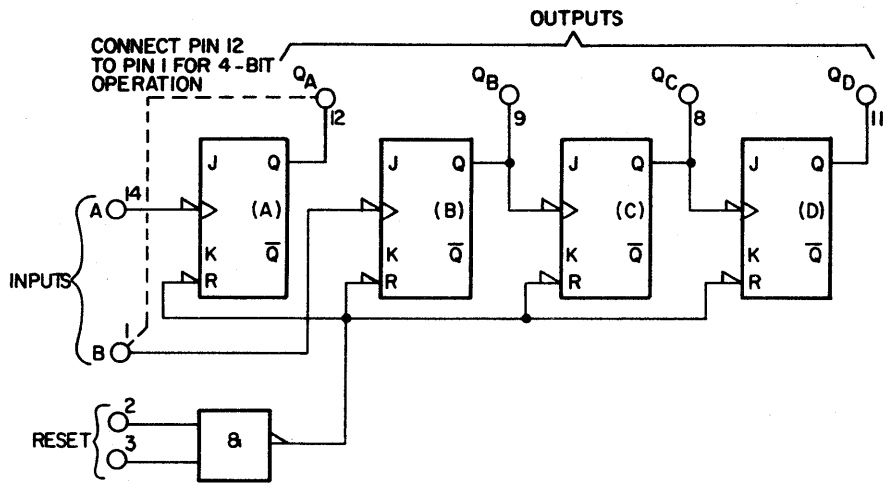 OUTPUTS
CONNECT PIN 12
TO PIN 1 FOR 4-BIT
OPERATION
QA
QB
QC
QD
12
9
8
11
J Q
J Q
J Q
J Q
A 14
(A)
(B)
(C)
(D)
K Q̅
K Q̅
K Q̅
K Q̅
INPUTS
R
R
R
R
1
B
2
RESET
3
&